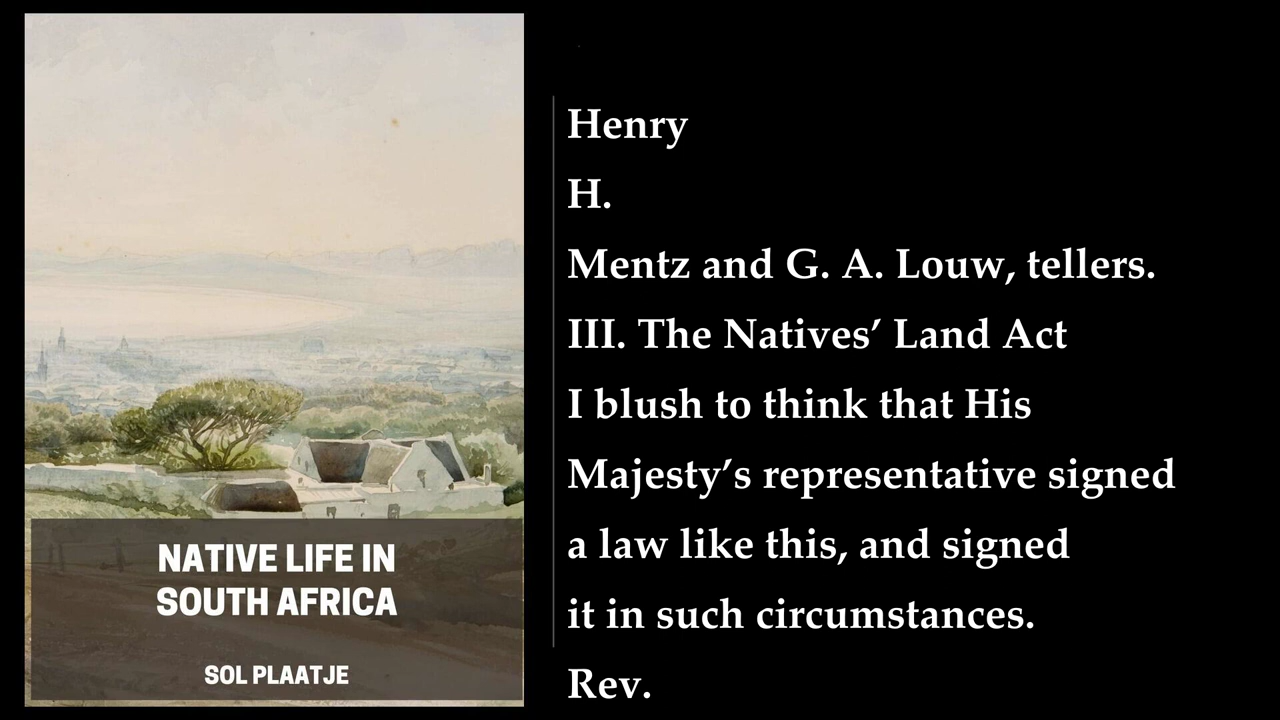 NATIVE LIFE IN
SOUTH AFRICA
SOL PLAATJE
Henry
H.
Mentz and G. A. Louw, tellers.
III. The Natives’ Land Act
I blush to think that His
Majesty’s representative signed
a law like this, and signed
it in such circumstances.
Rev.